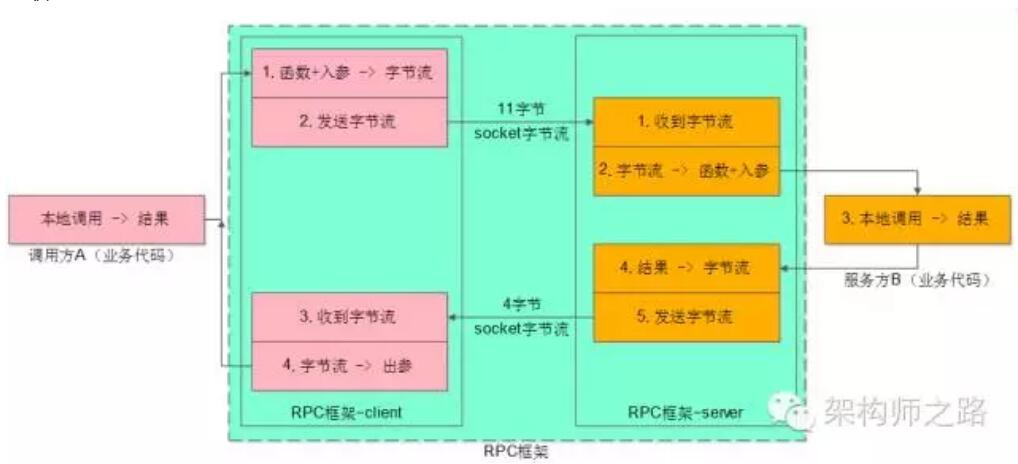 1. 函数+入参 -> 字节流
2. 发送字节流
11字节
socket字节流
1. 收到字节流
2. 字节流 -> 函数+入参
本地调用 -> 结果
调用方A（业务代码）
3. 本地调用 -> 结果
服务方B（业务代码）
4. 结果 -> 字节流
5. 发送字节流
4字节
socket字节流
3. 收到字节流
4. 字节流 -> 出参
RPC框架-client
RPC框架-server
架构师之路
RPC框架